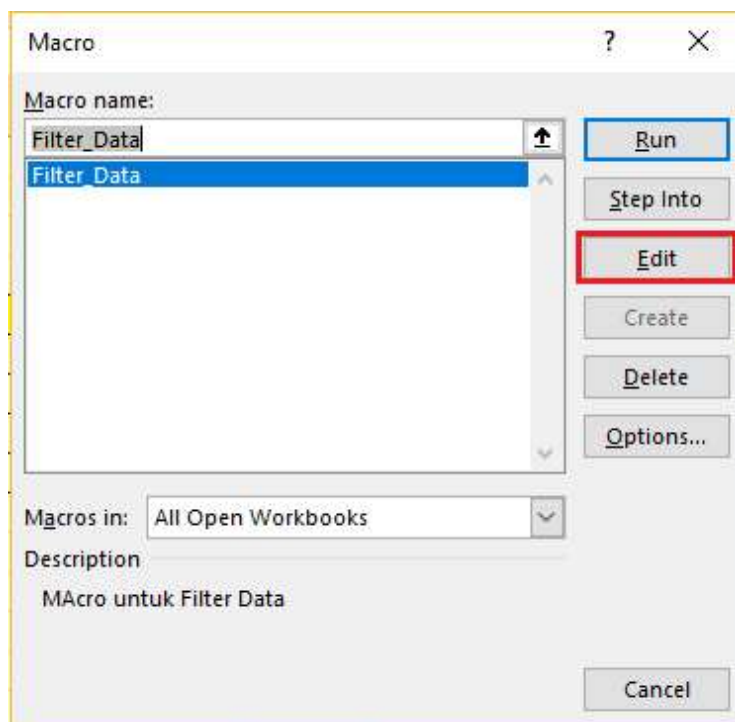 Macro ?
Macro name:
Filter_Data
Filter_Data
Run
Step Into
Edit
Create
Delete
Options...
Macros in: All Open Workbooks
Description
MAcro untuk Filter Data
Cancel